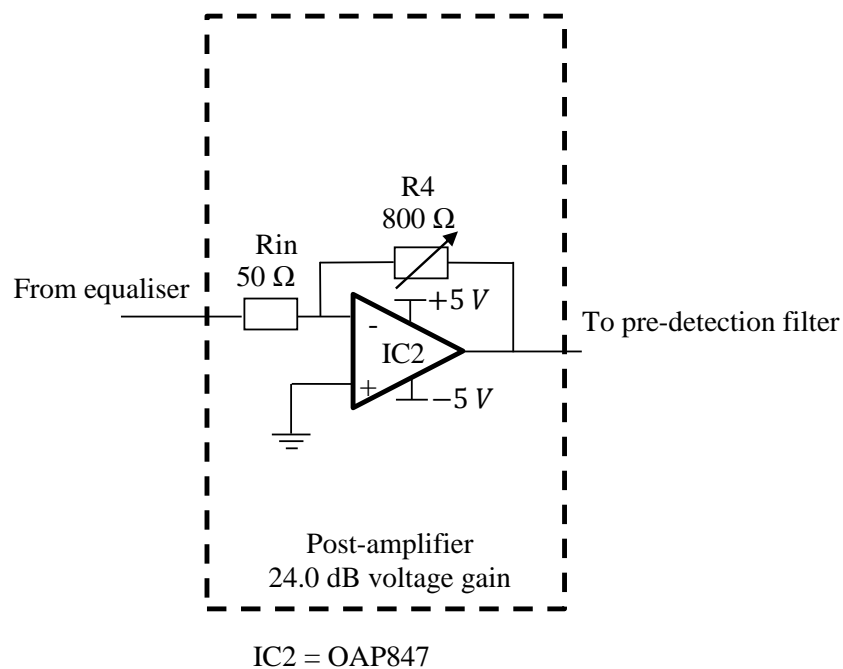 R4
800 Ω
Rin
50 Ω
From equaliser
+5 V
-
IC2
To pre-detection filter
+
−5 V
Post-amplifier
24.0 dB voltage gain
IC2 = OAP847